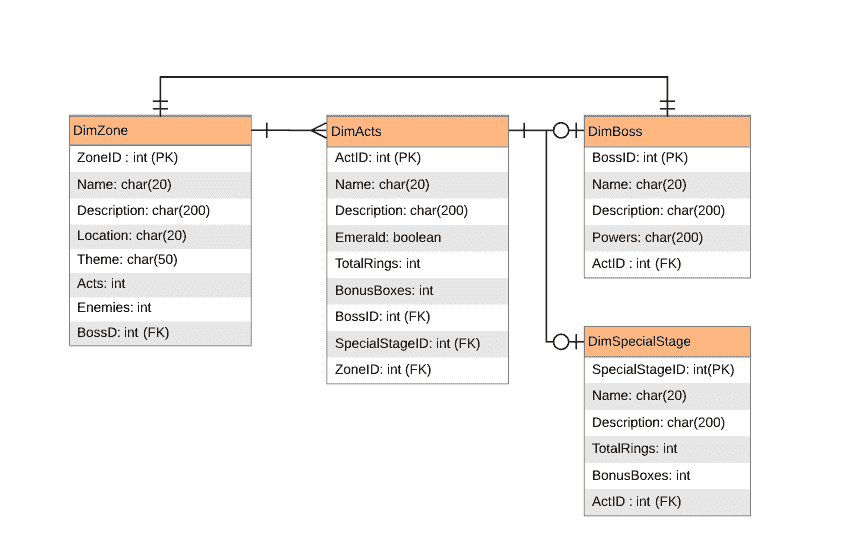 DimZone
ZoneID : int (PK)
Name: char(20)
Description: char(200)
Location: char(20)
Theme: char(50)
Acts: int
Enemies: int
BossD: int (FK)
DimActs
ActID: int (PK)
Name: char(20)
Description: char(200)
Emerald: boolean
TotalRings: int
BonusBoxes: int
BossID: int (FK)
SpecialStageID: int (FK)
ZoneID: int (FK)
DimBoss
BossID: int (PK)
Name: char(20)
Description: char(200)
Powers: char(200)
ActID : int (FK)
DimSpecialStage
SpecialStageID: int(PK)
Name: char(20)
Description: char(200)
TotalRings: int
BonusBoxes: int
ActID : int (FK)